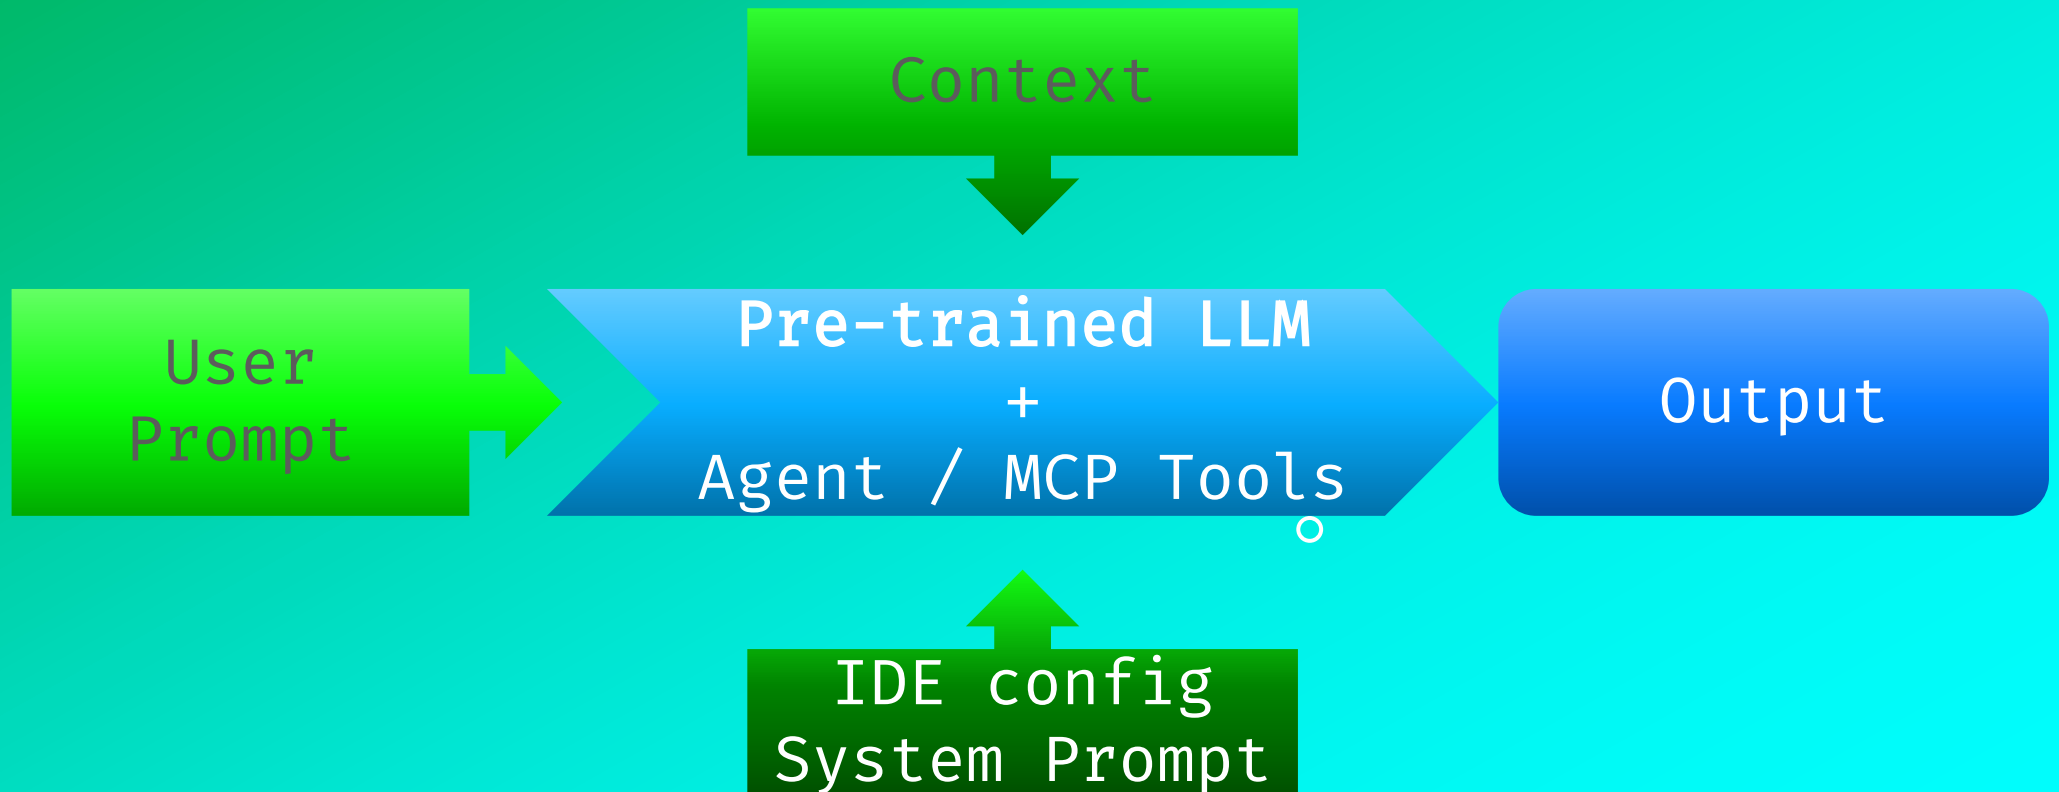 Context
User
Prompt
Pre-trained LLM
+
Agent / MCP Tools
Output
IDE config
System Prompt